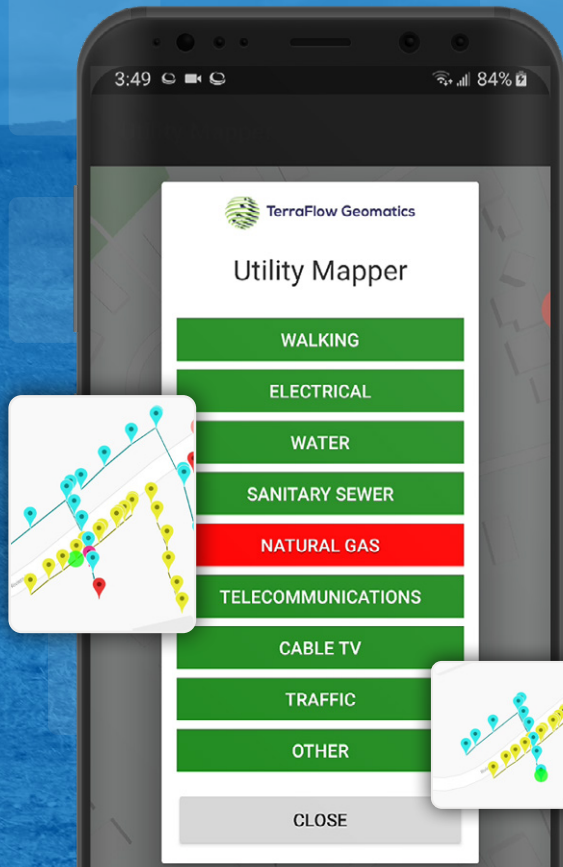 3:49 84%
TerraFlow Geomatics
Utility Mapper
WALKING
ELECTRICAL
WATER
SANITARY SEWER
NATURAL GAS
TELECOMMUNICATIONS
CABLE TV
TRAFFIC
OTHER
CLOSE